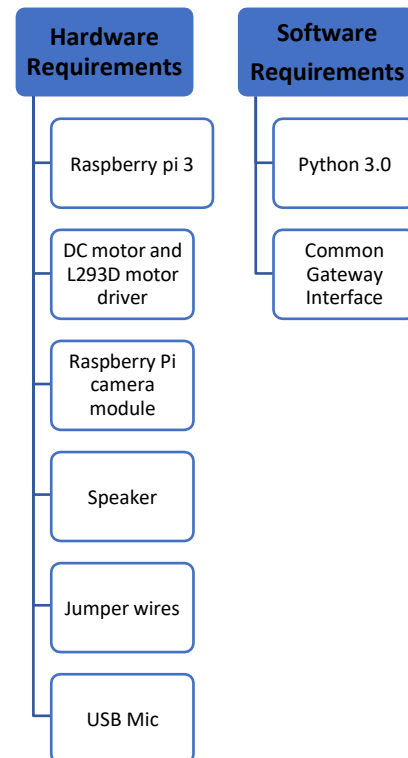 Hardware
Requirements
Raspberry pi 3
DC motor and
L293D motor
driver
Raspberry Pi
camera
module
Speaker
Jumper wires
USB Mic
Software
Requirements
Python 3.0
Common
Gateway
Interface